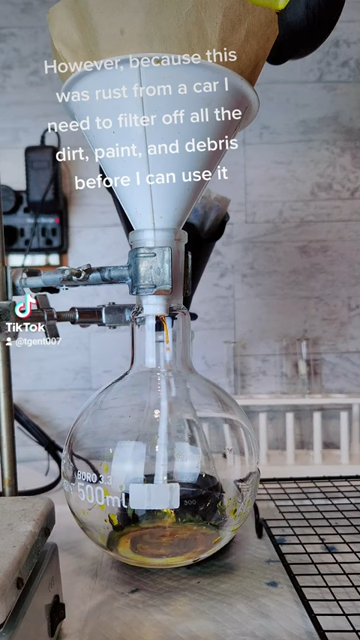 However, because this
was rust from a car I
need to filter off all the
dirt, paint, and debris
before I can use it
TikTok
@tgent007
BORO 3.3
500ml
300